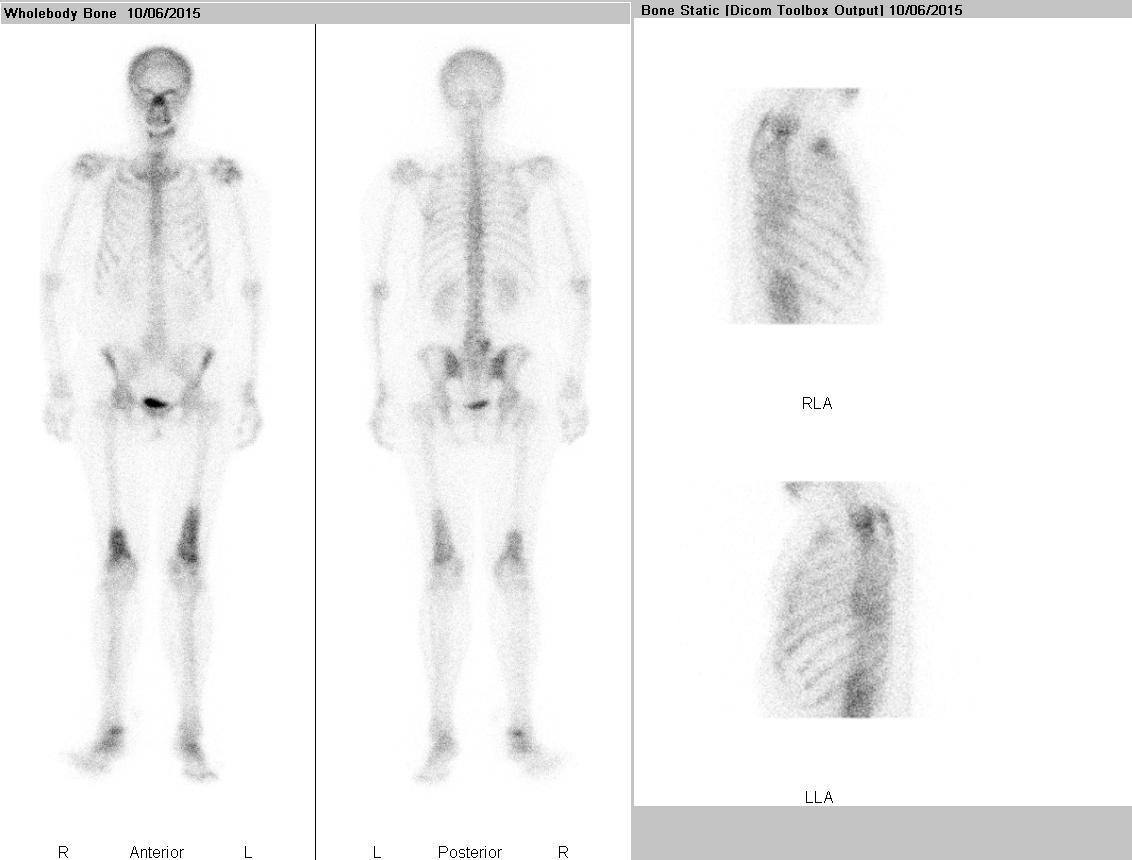 Wholebody Bone 10/06/2015
Bone Static [Dicom Toolbox Output] 10/06/2015
RLA
LLA
R Anterior L
L Posterior R